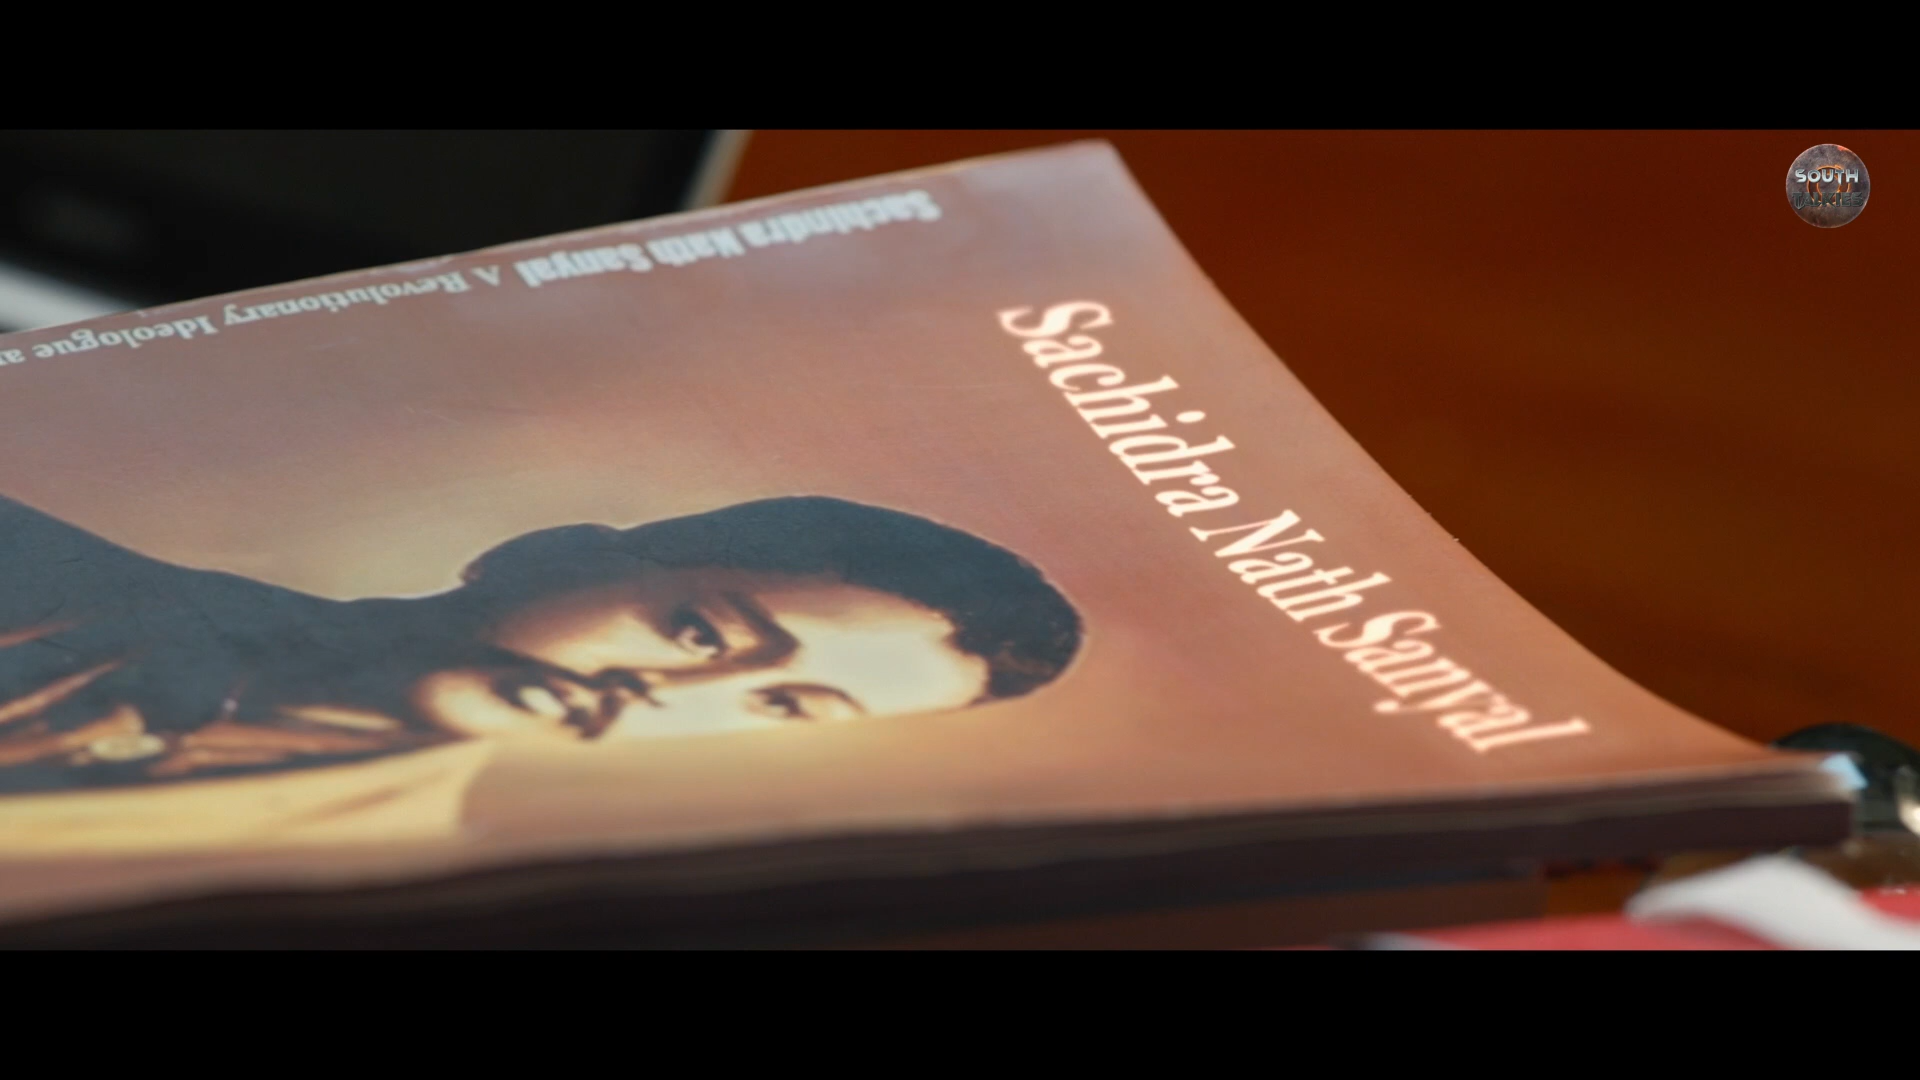 Sachindra Nath Sanyal A Revolutionary Ideologue a
Sachidra Nath Sanyal
SOUTH
TALKIES